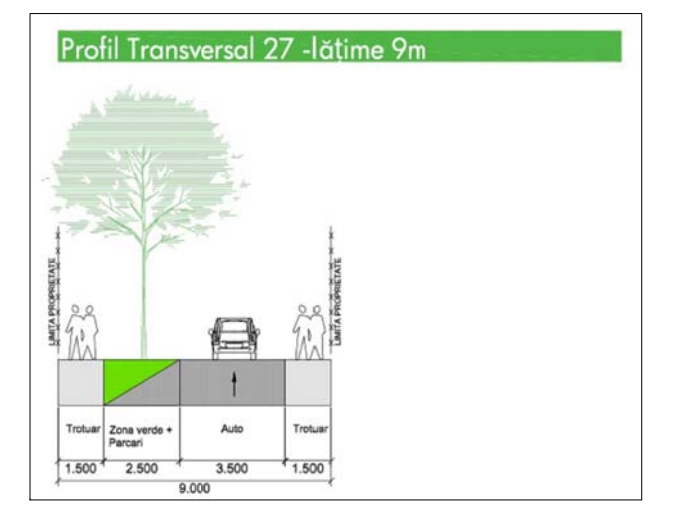 Profil Transversal 27 -lățime 9m
LIMITA PROPRIETATE
LIMITA PROPRIETATE
Trotuar
Zona verde +
Parcari
Auto
Trotuar
1.500
2.500
3.500
1.500
9.000